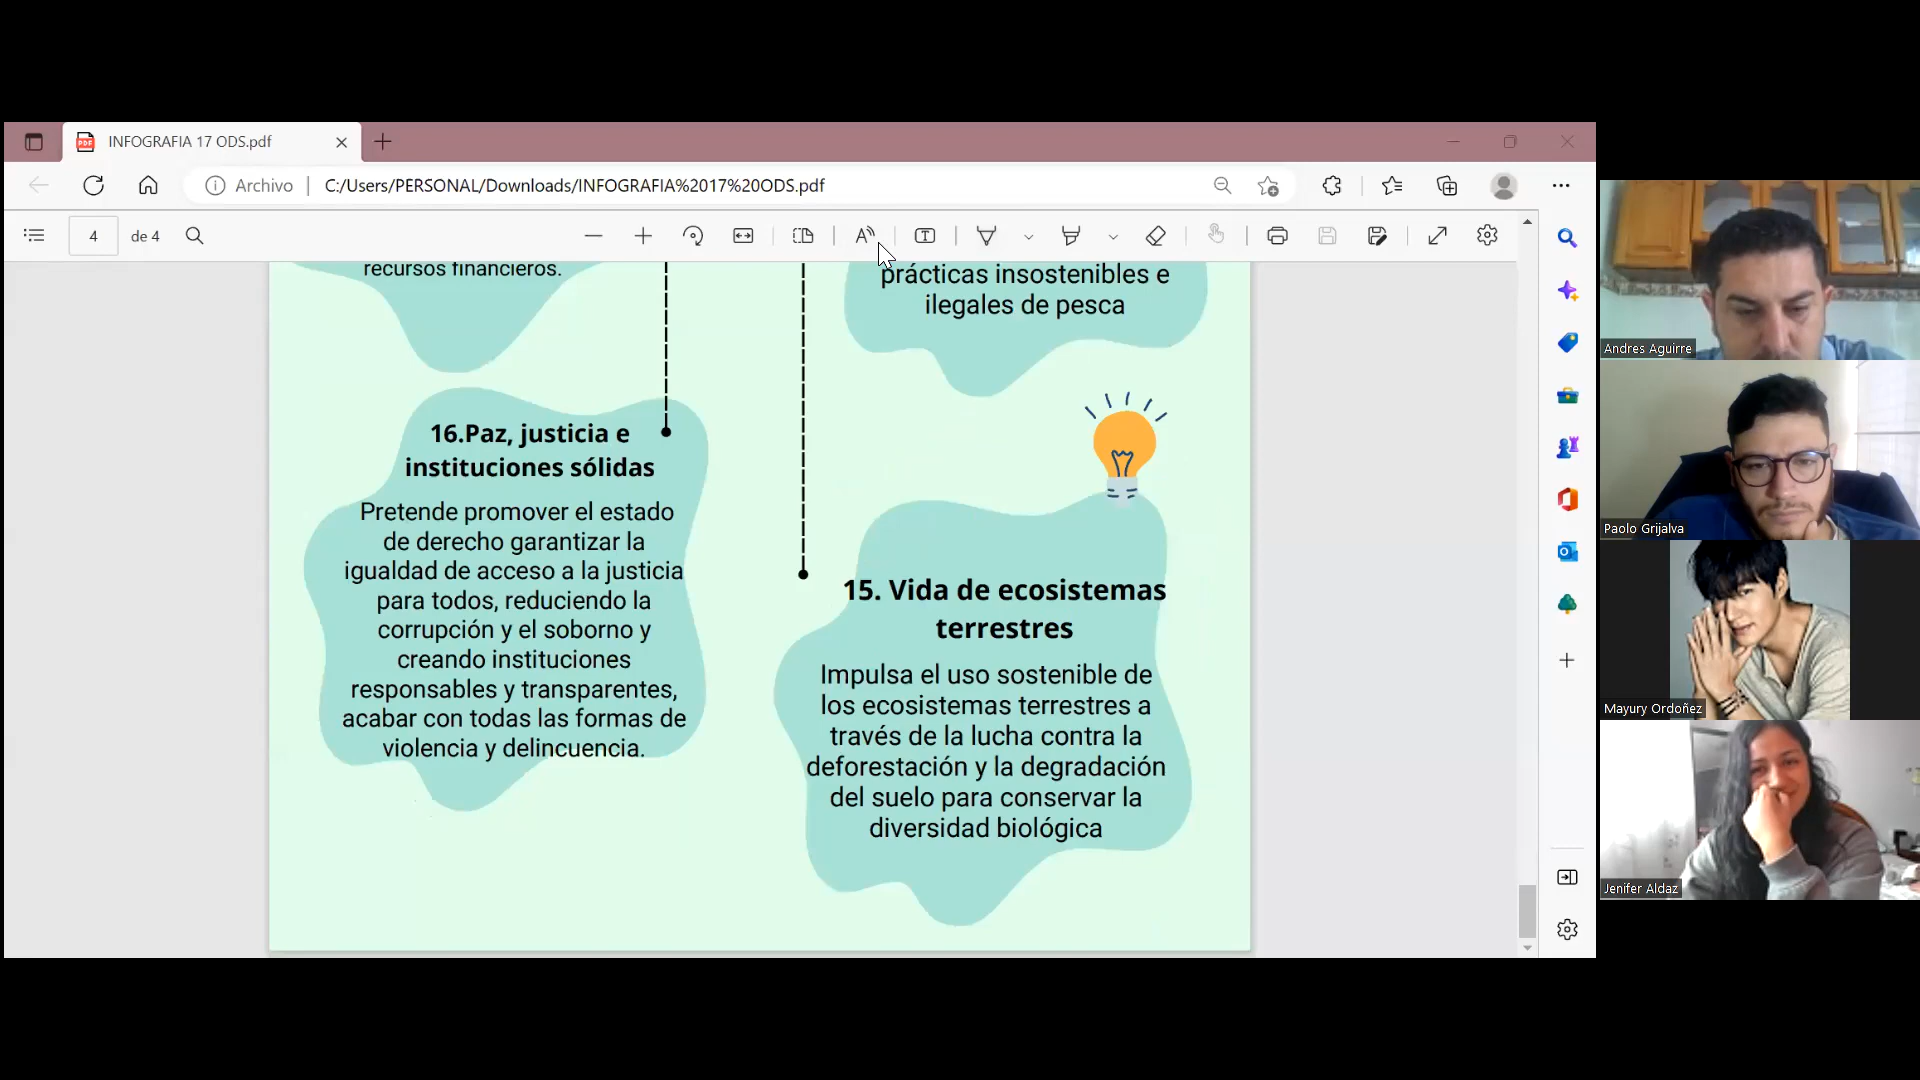 INFOGRAFIA 17 ODS.pdf
Archivo
C:/Users/PERSONAL/Downloads/INFOGRAFIA%2017%20ODS.pdf
4
de 4
recursos financieros.
prácticas insostenibles e
ilegales de pesca
16.Paz, justicia e
instituciones sólidas
Pretende promover el estado
de derecho garantizar la
igualdad de acceso a la justicia
para todos, reduciendo la
corrupción y el soborno y
creando instituciones
responsables y transparentes,
acabar con todas las formas de
violencia y delincuencia.
15. Vida de ecosistemas
terrestres
Impulsa el uso sostenible de
los ecosistemas terrestres a
través de la lucha contra la
deforestación y la degradación
del suelo para conservar la
diversidad biológica
Andres Aguirre
Paolo Grijalva
Mayury Ordoñez
Jenifer Aldaz